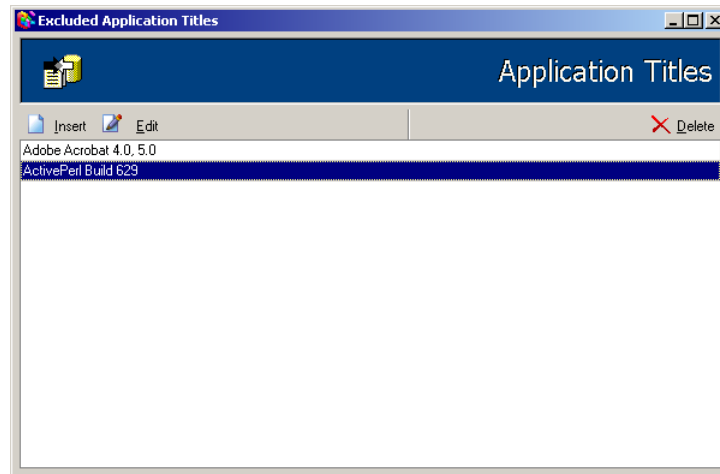 Excluded Application Titles
Application Titles
Insert Edit Delete
Adobe Acrobat 4.0, 5.0
ActivePerl Build 629